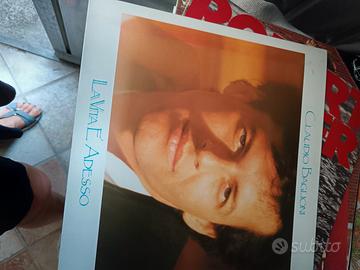 CLAUDIO BAGLIONI
LA VITA È ADESSO
subito